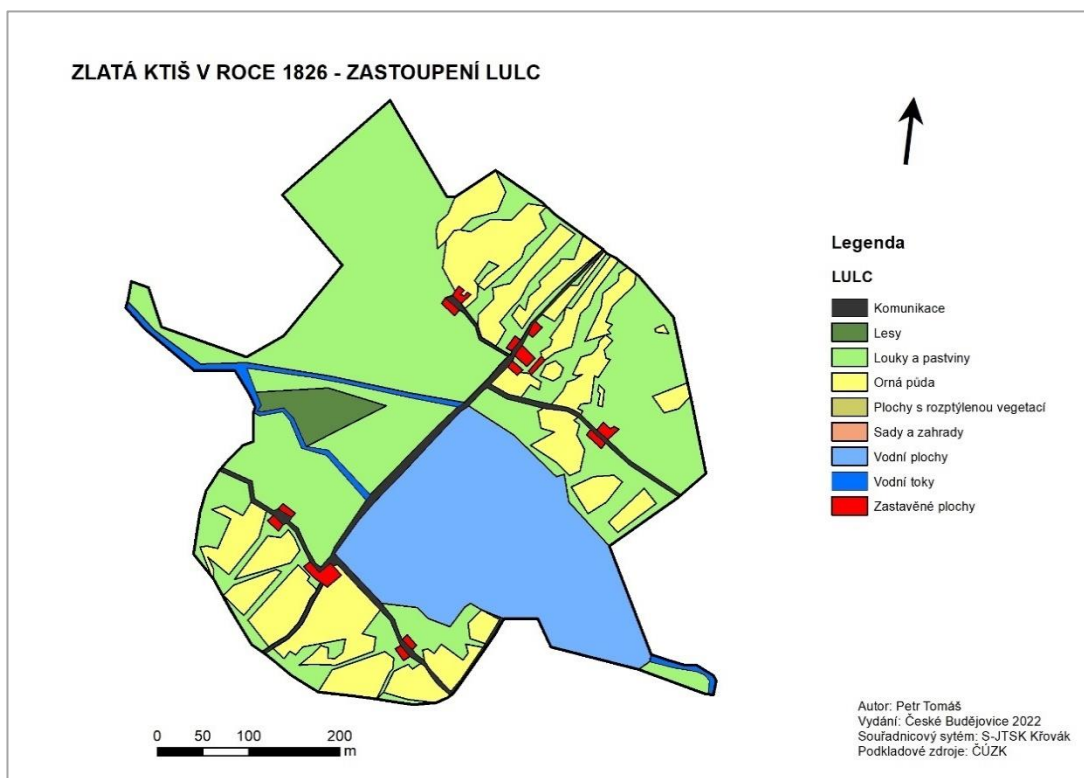 ZLATÁ KTIŠ V ROCE 1826 - ZASTOUPENÍ LULC
Legenda
LULC
Komunikace
Lesy
Louky a pastviny
Orná půda
Plochy s rozptýlenou vegetací
Sady a zahrady
Vodní plochy
Vodní toky
Zastavěné plochy
0 50 100 200
m
Autor: Petr Tomáš
Vydání: České Budějovice 2022
Souřadnicový sytém: S-JTSK Křovák
Podkladové zdroje: ČÚZK